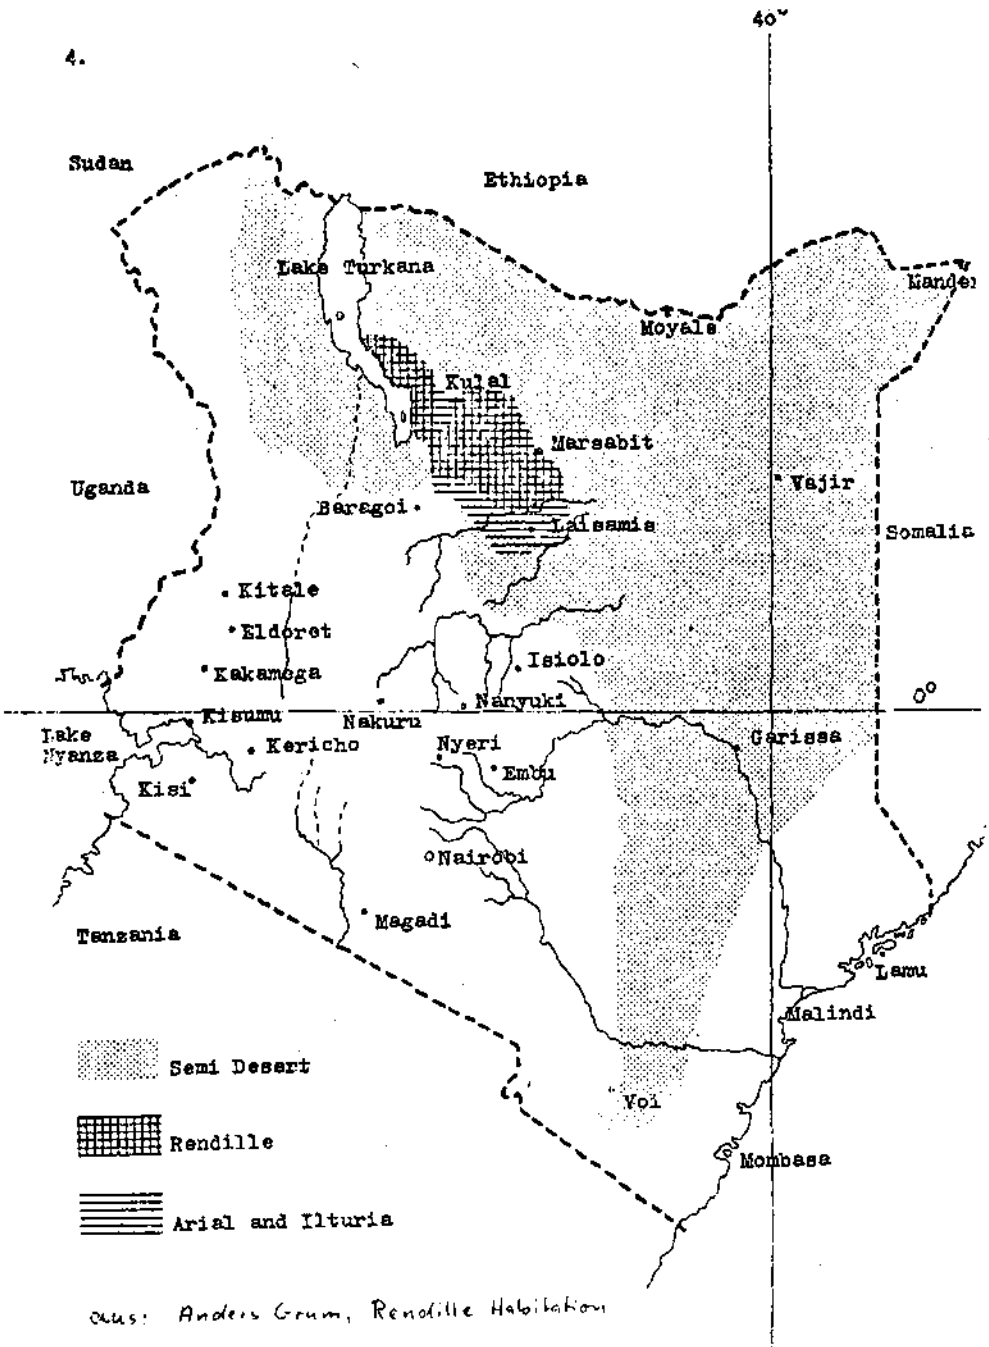 40°
4.
Sudan
Ethiopia
Lake Turkana
Mander
Moyale
Kulal
Marsabit
Uganda
Wajir
Baragoi
Laisamis
Somalia
Kitale
Eldoret
Isiolo
Kakamega
0°
Nanyuki
Kisumu
Nakuru
Lake
Nyanza
Kericho
Nyeri
Garissa
Embu
Kisi
Nairobi
Magadi
Tanzania
Lamu
Malindi
Semi Desert
Voi
Rendille
Mombasa
Arial and Ilturia
aus: Anders Grum, Rendille Habitation